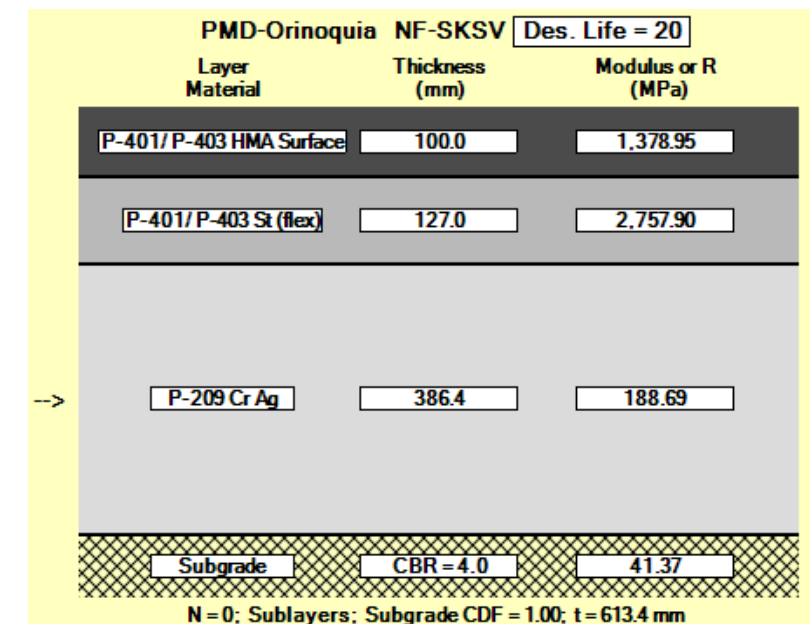 PMD-Orinoquia NF-SKSV Des. Life = 20
Layer Material Thickness (mm) Modulus or R (MPa)
P-401/ P-403 HMA Surface 100.0 1,378.95
P-401/ P-403 St (flex) 127.0 2,757.90
--> P-209 Cr Ag 386.4 188.69
Subgrade CBR = 4.0 41.37
N = 0; Sublayers; Subgrade CDF = 1.00; t = 613.4 mm